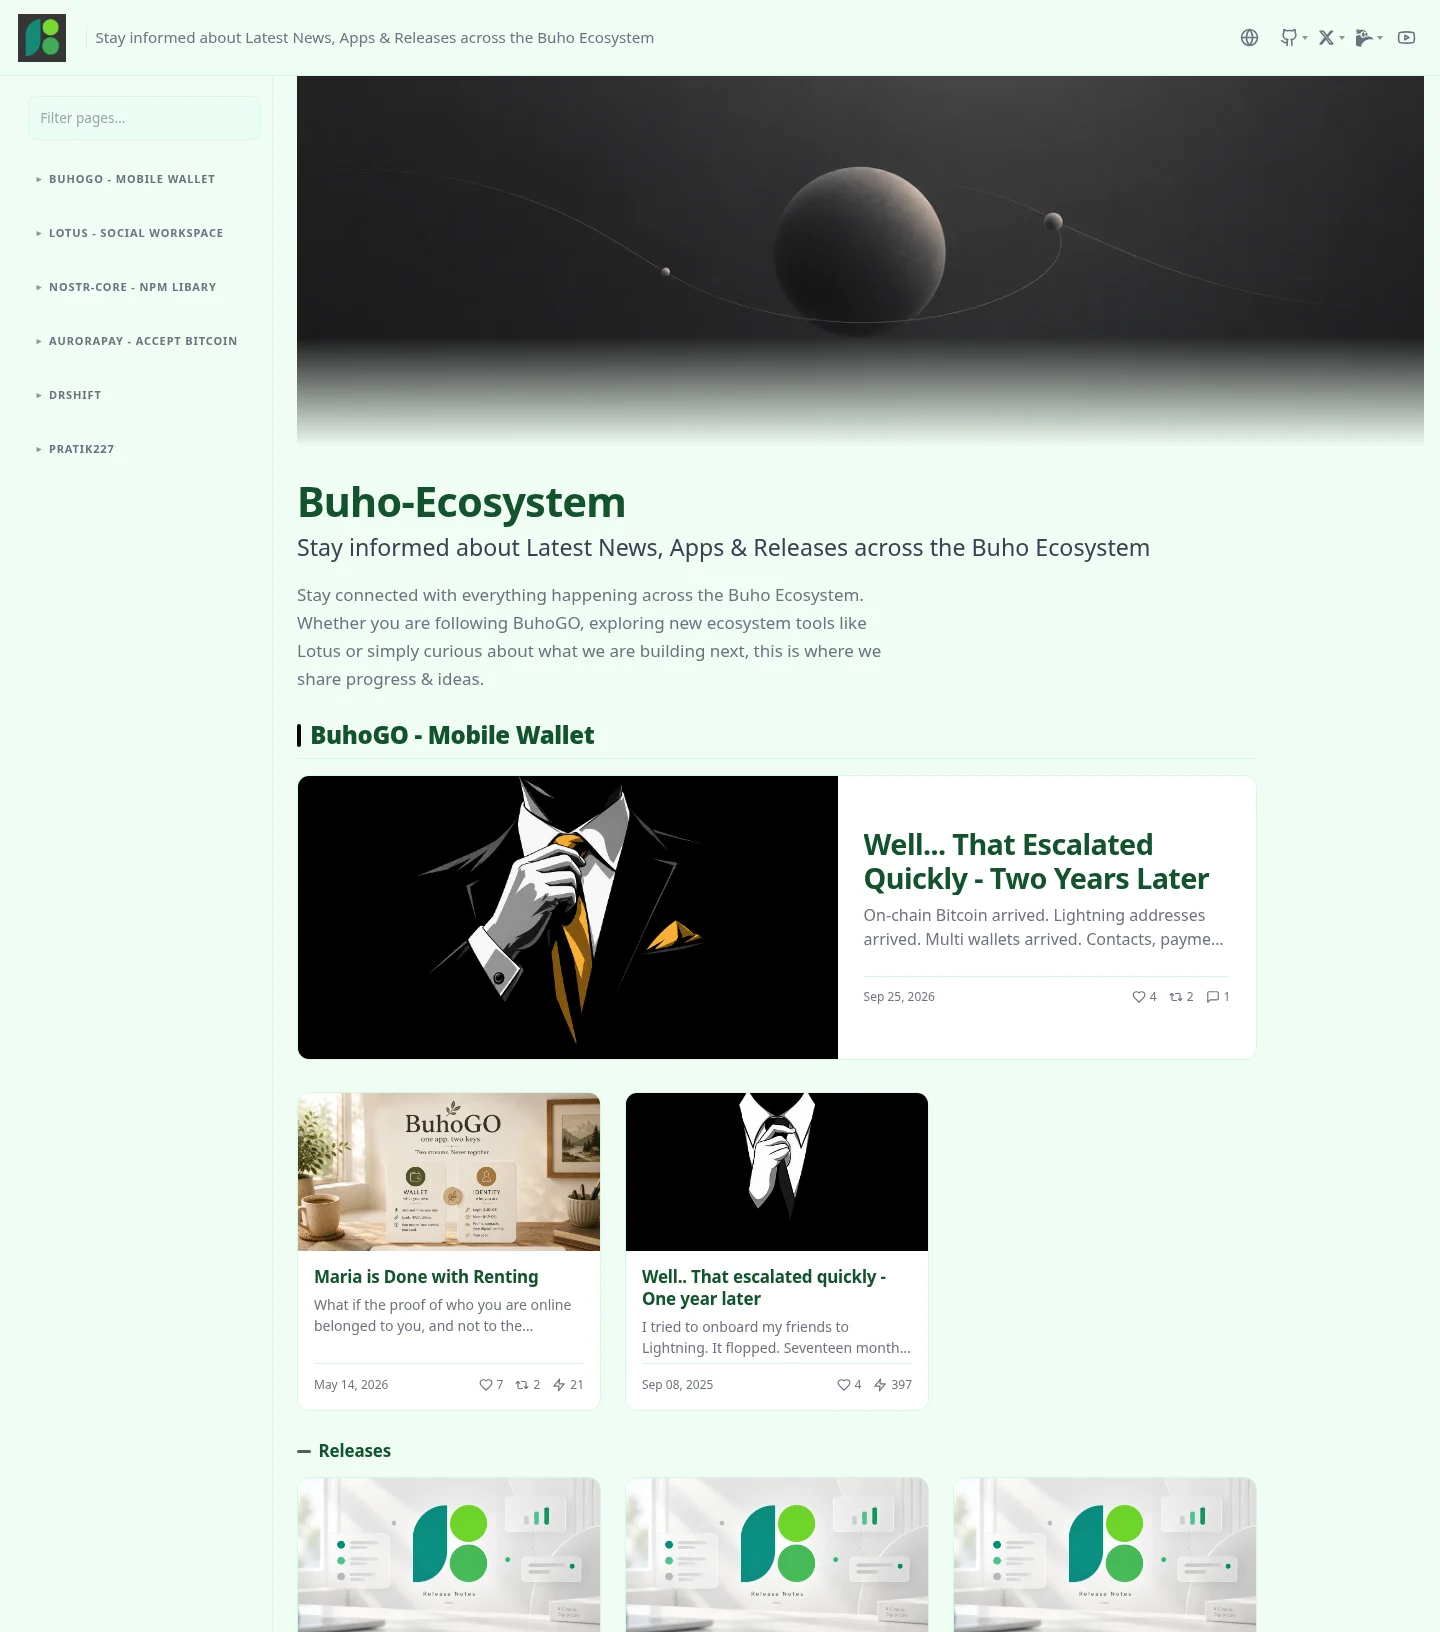 Stay informed about Latest News, Apps & Releases across the Buho Ecosystem
Filter pages...
BUHOGO - MOBILE WALLET
LOTUS - SOCIAL WORKSPACE
NOSTR-CORE - NPM LIBARY
AURORAPAY - ACCEPT BITCOIN
DRSHIFT
PRATIK227
Buho-Ecosystem
Stay informed about Latest News, Apps & Releases across the Buho Ecosystem
Stay connected with everything happening across the Buho Ecosystem.
Whether you are following BuhoGO, exploring new ecosystem tools like
Lotus or simply curious about what we are building next, this is where we
share progress & ideas.
BuhoGO - Mobile Wallet
Well... That Escalated
Quickly - Two Years Later
On-chain Bitcoin arrived. Lightning addresses
arrived. Multi wallets arrived. Contacts, payme...
Sep 25, 2026 4 2 1
BuhoGO
one app. two keys.
Two streams. Never together.
WALLET
IDENTITY
Maria is Done with Renting
What if the proof of who you are online
belonged to you, and not to the...
May 14, 2026 7 2 21
Well.. That escalated quickly -
One year later
I tried to onboard my friends to
Lightning. It flopped. Seventeen month...
Sep 08, 2025 4 397
Releases
Release Notes
Release Notes
Release Notes